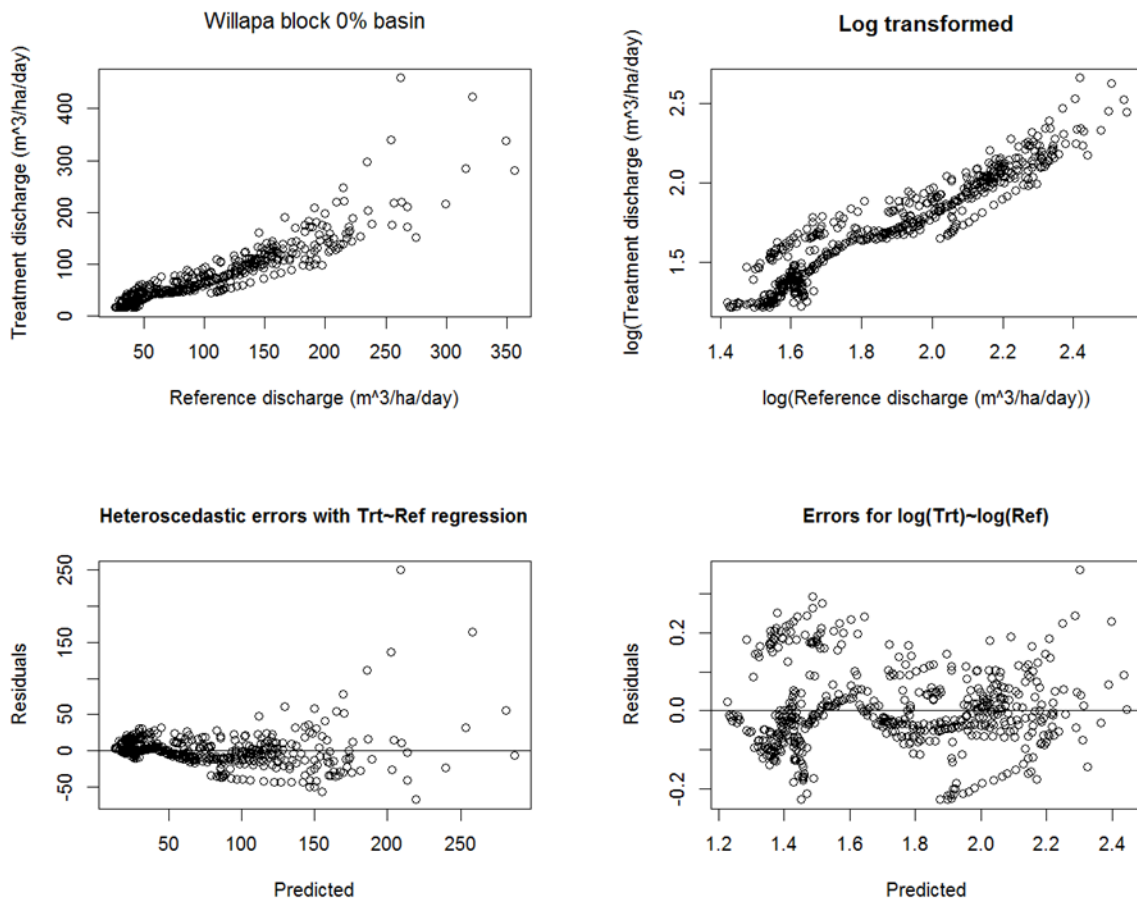 Willapa block 0% basin
Treatment discharge (m^3/ha/day)
400
300
200
100
0
50 100 150 200 250 300 350
Reference discharge (m^3/ha/day)
Log transformed
log(Treatment discharge (m^3/ha/day)
2.5
2.0
1.5
1.4 1.6 1.8 2.0 2.2 2.4
log(Reference discharge (m^3/ha/day))
Heteroscedastic errors with Trt~Ref regression
Residuals
250
150
50
0
-50
50 100 150 200 250
Predicted
Errors for log(Trt)~log(Ref)
Residuals
0.2
0.0
-0.2
1.2 1.4 1.6 1.8 2.0 2.2 2.4
Predicted